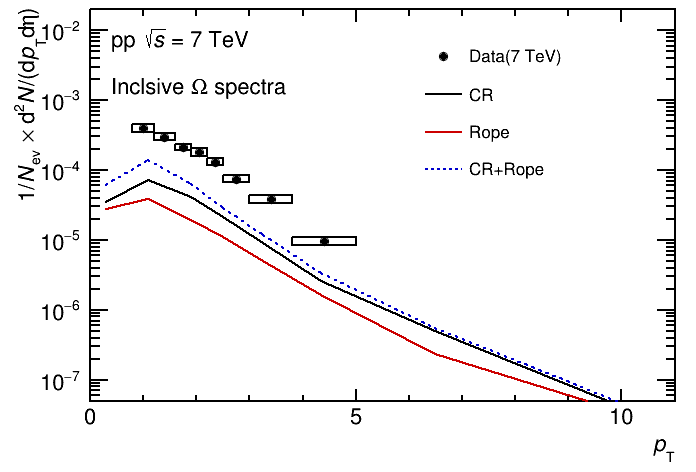 1/N_ev × d²N/(dp_T dη)
pp √s = 7 TeV
Inclsive Ω spectra
Data(7 TeV)
CR
Rope
CR+Rope
10⁻²
10⁻³
10⁻⁴
10⁻⁵
10⁻⁶
10⁻⁷
0 5 10
p_T